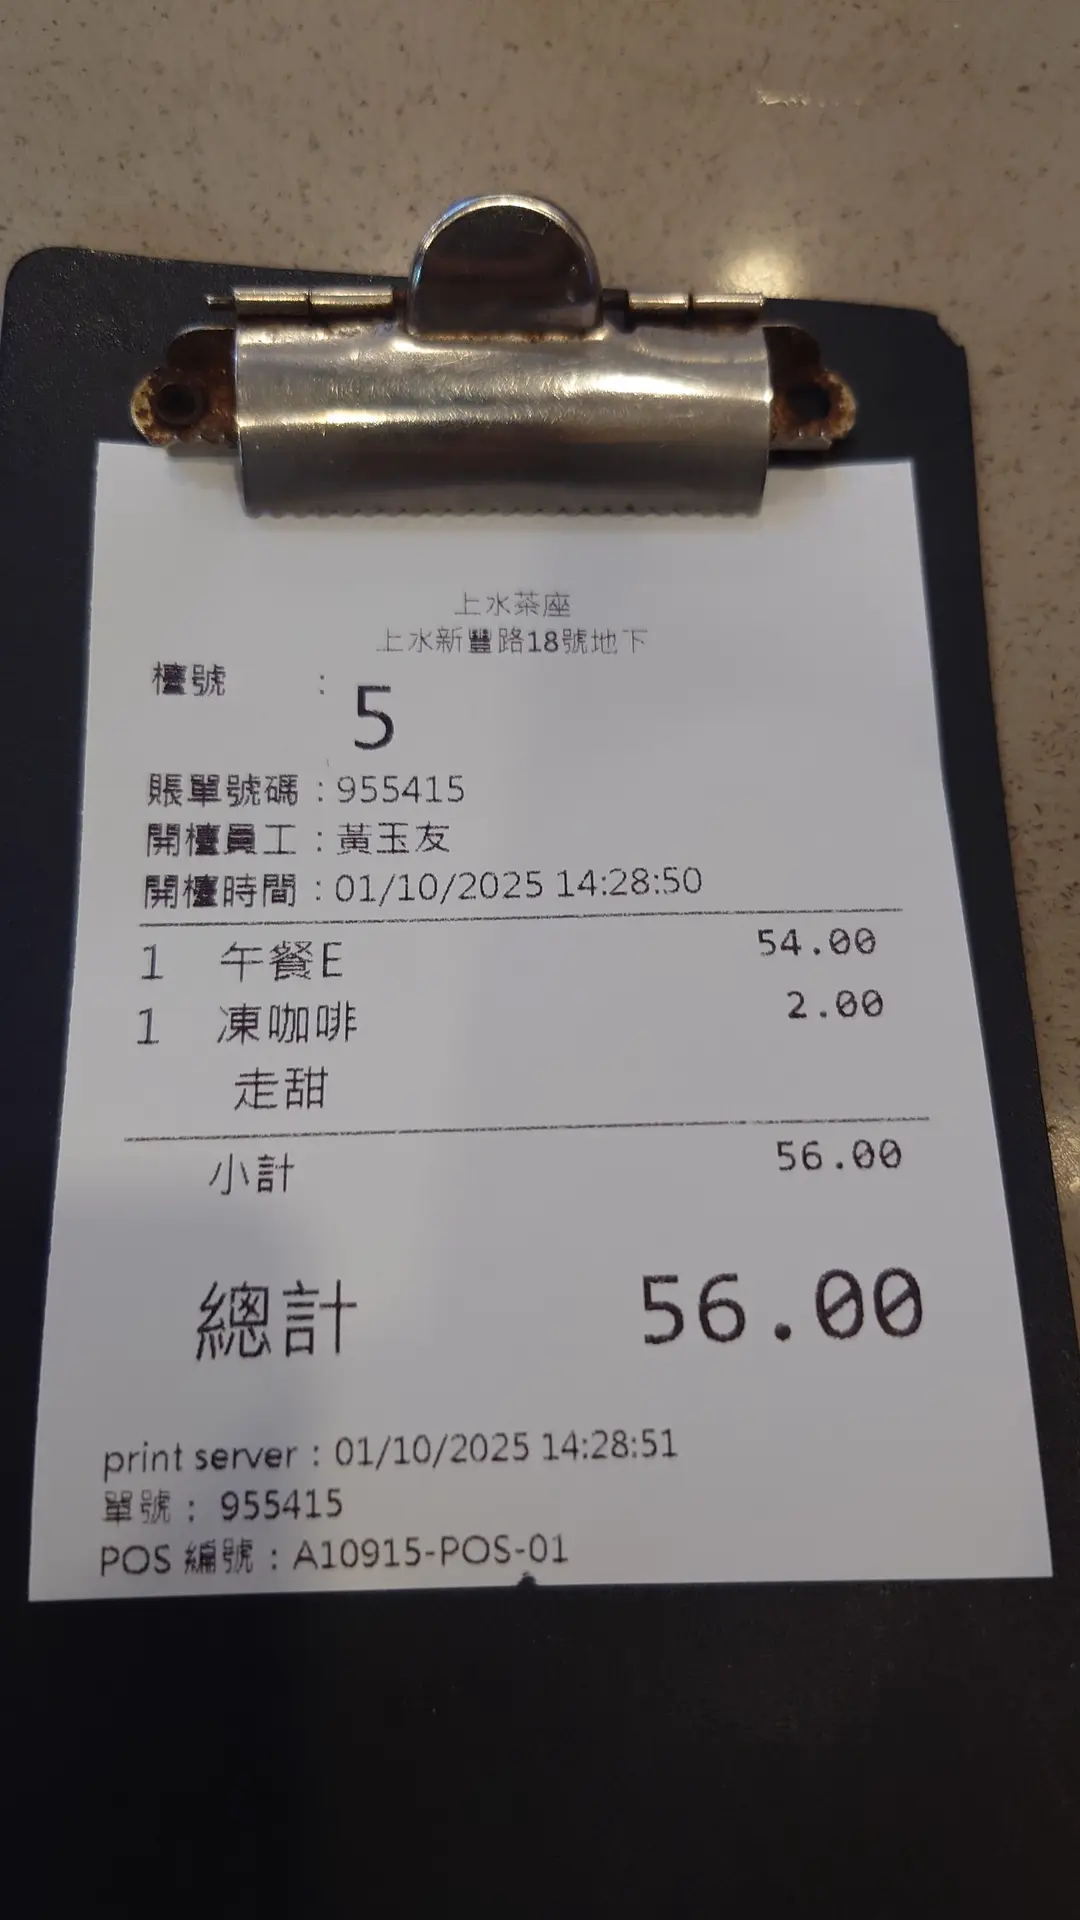 上水茶座
上水新豐路18號地下
檯號 : 5
賬單號碼 : 955415
開檯員工 : 黃玉友
開檯時間 : 01/10/2025 14:28:50
1 午餐E 54.00
1 凍咖啡 2.00
走甜
小計 56.00
總計 56.00
print server : 01/10/2025 14:28:51
單號 : 955415
POS 編號 : A10915-POS-01